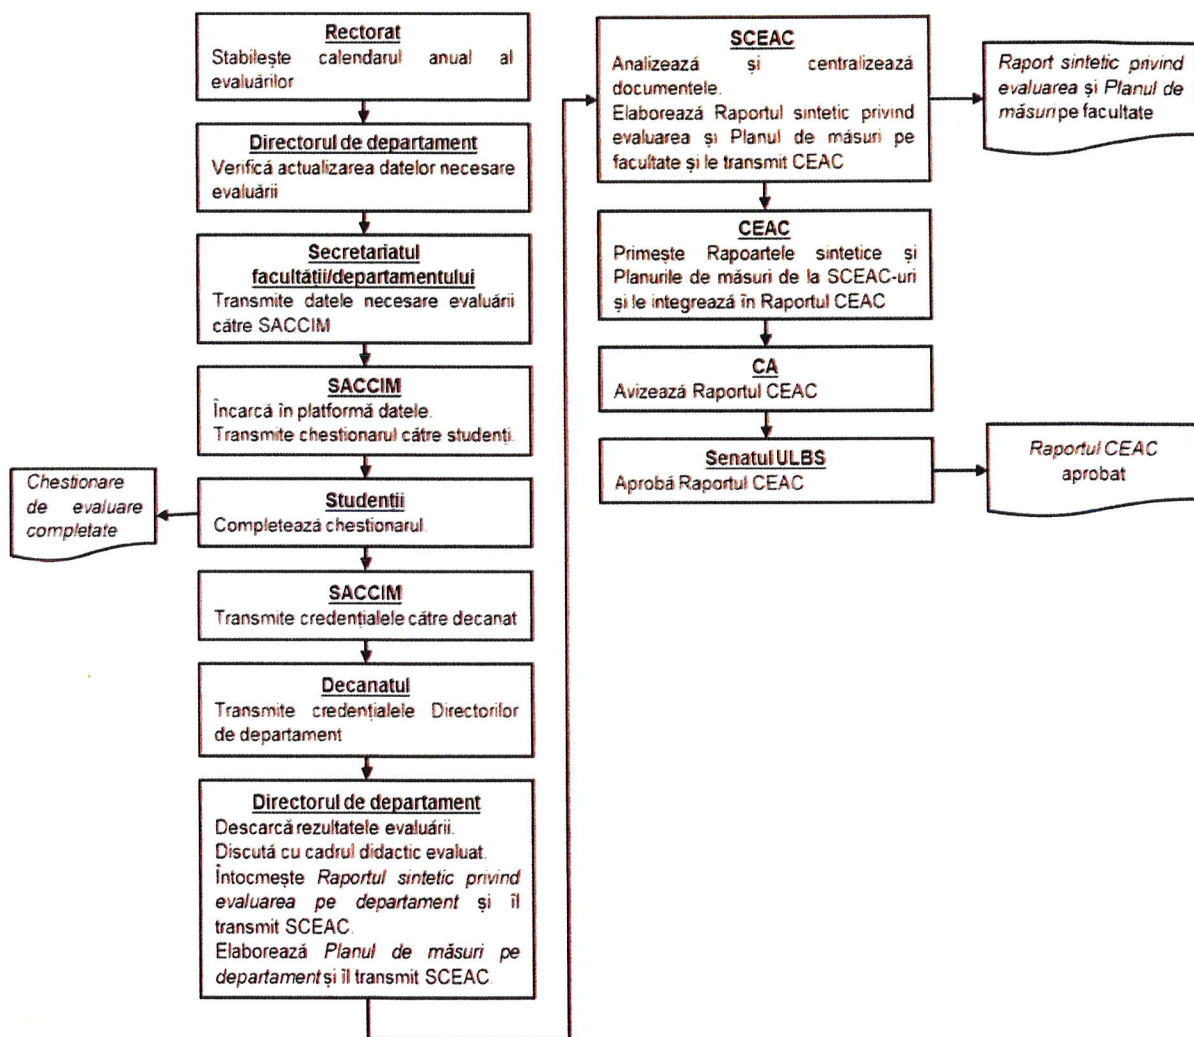 Rectorat
Stabilește calendarul anual al
evaluărilor
Directorul de departament
Verifică actualizarea datelor necesare
evaluării
Secretariatul
facultății/departamentului
Transmite datele necesare evaluării
către SACCIM
SACCIM
Încarcă în platformă datele.
Transmite chestionarul către studenți.
Chestionare
de evaluare
completate
Studenții
Completează chestionarul.
SACCIM
Transmite credențialele către decanat
Decanatul
Transmite credențialele Directorilor
de departament
Directorul de departament
Descarcă rezultatele evaluării.
Discută cu cadrul didactic evaluat.
Întocmește Raportul sintetic privind
evaluarea pe departament și îl
transmit SCEAC.
Elaborează Planul de măsuri pe
departament și îl transmit SCEAC.
SCEAC
Analizează și centralizează
documentele.
Elaborează Raportul sintetic privind
evaluarea și Planul de măsuri pe
facultate și le transmit CEAC
Raport sintetic privind
evaluarea și Planul de
măsuri pe facultate
CEAC
Primește Rapoartele sintetice și
Planurile de măsuri de la SCEAC-uri
și le integrează în Raportul CEAC
CA
Avizează Raportul CEAC
Senatul ULBS
Aprobă Raportul CEAC
Raportul CEAC
aprobat